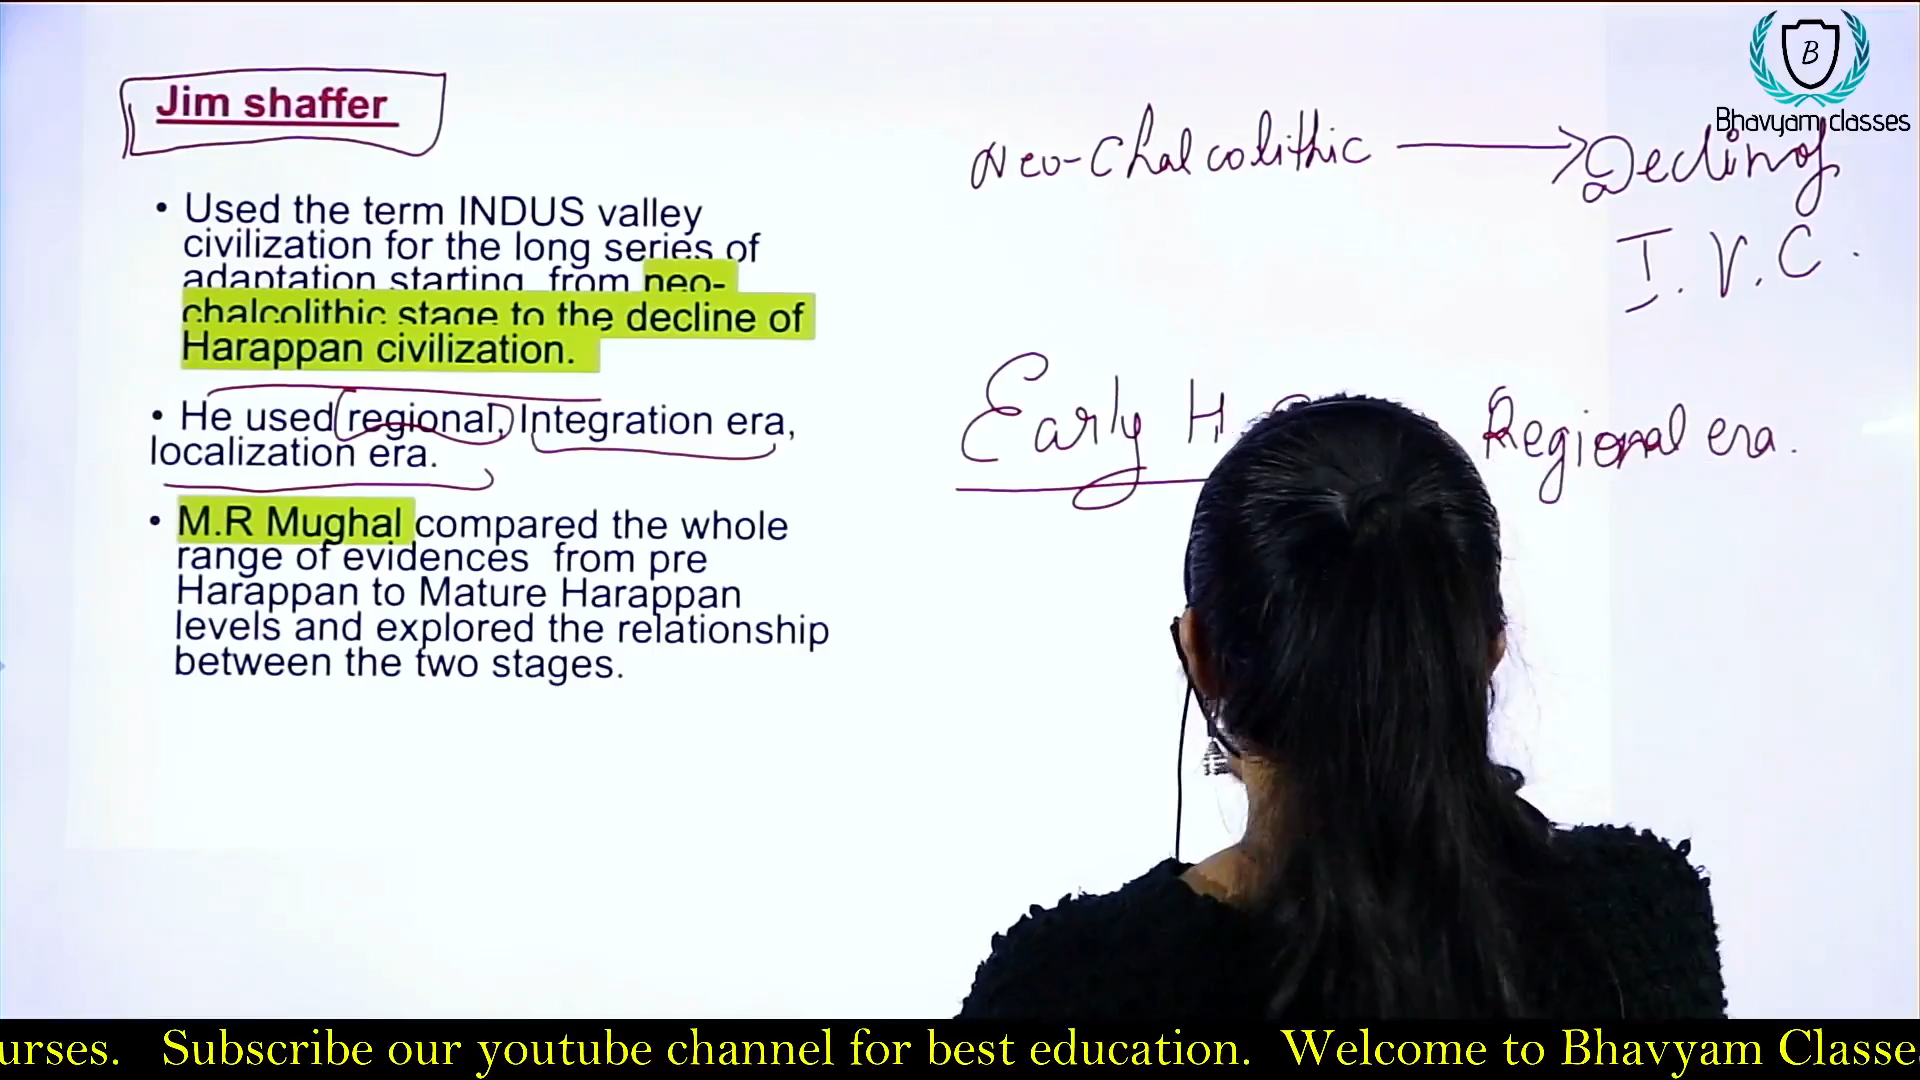 Jim shaffer
• Used the term INDUS valley
civilization for the long series of
adaptation starting from neo-
chalcolithic stage to the decline of
Harappan civilization.
• He used regional, Integration era,
localization era.
• M.R Mughal compared the whole
range of evidences from pre
Harappan to Mature Harappan
levels and explored the relationship
between the two stages.
Neo-Chalcolithic → Declin of
I.V.C.
Early H
Regional era.
B
Bhavyam classes
urses. Subscribe our youtube channel for best education. Welcome to Bhavyam Classe